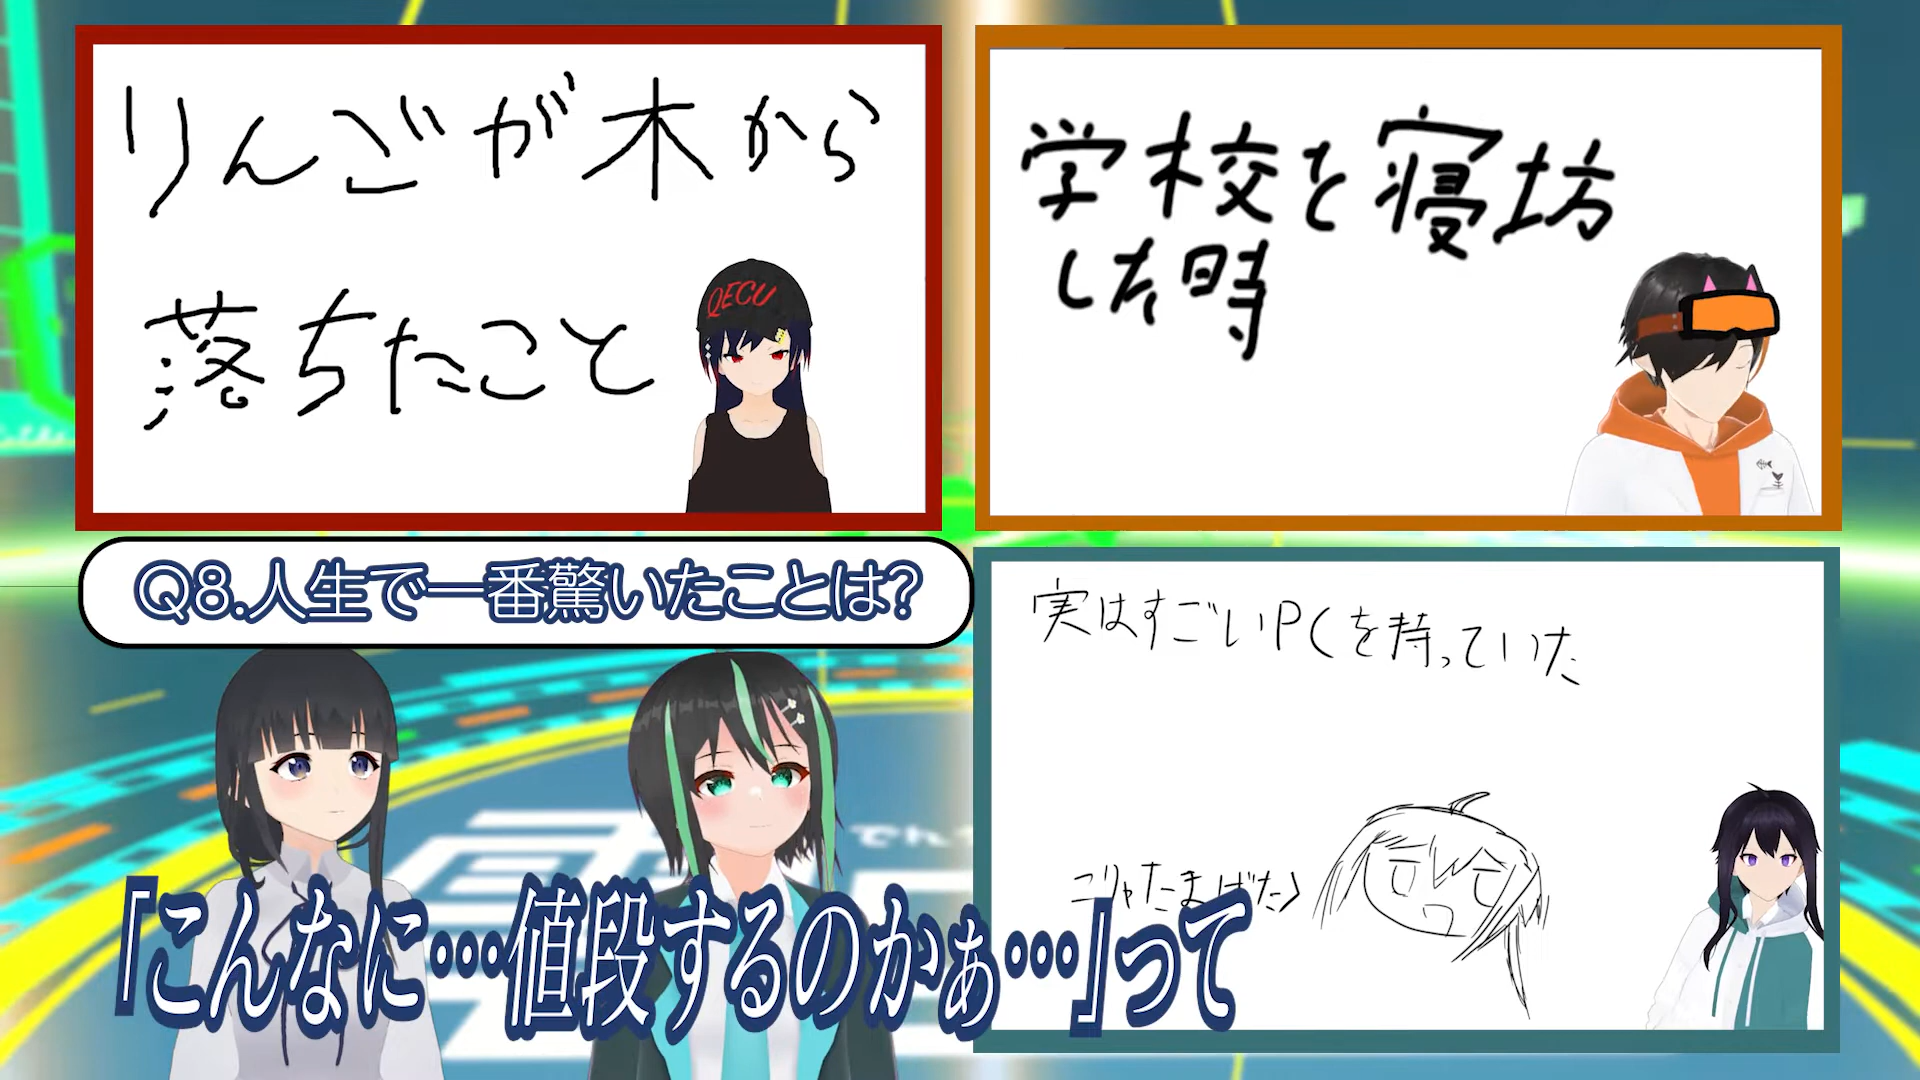 りんごが木から
落ちたこと
QECU
学校を寝坊
した時
Q8.人生で一番驚いたことは?
実はすごいPCを持っていた
こりゃたまげた
「こんなに…値段するのかぁ…」って